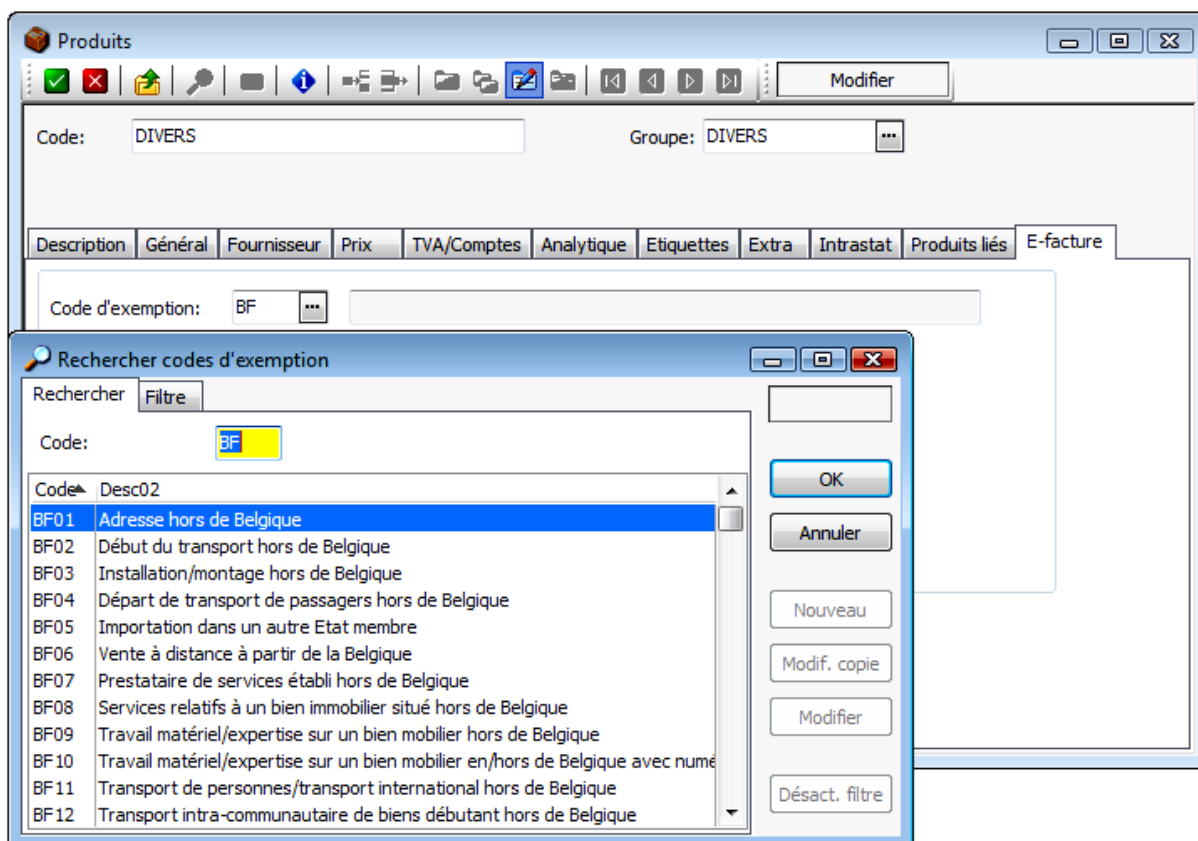 Produits
Modifier
Code: DIVERS Groupe: DIVERS ...
Description Général Fournisseur Prix TVA/Comptes Analytique Etiquettes Extra Intrastat Produits liés E-facture
Code d'exemption: BF ...
Rechercher codes d'exemption
Rechercher Filtre
Code: BF
Code Desc02
BF01 Adresse hors de Belgique
BF02 Début du transport hors de Belgique
BF03 Installation/montage hors de Belgique
BF04 Départ de transport de passagers hors de Belgique
BF05 Importation dans un autre Etat membre
BF06 Vente à distance à partir de la Belgique
BF07 Prestataire de services établi hors de Belgique
BF08 Services relatifs à un bien immobilier situé hors de Belgique
BF09 Travail matériel/expertise sur un bien mobilier hors de Belgique
BF10 Travail matériel/expertise sur un bien mobilier en/hors de Belgique avec numé
BF11 Transport de personnes/transport international hors de Belgique
BF12 Transport intra-communautaire de biens débutant hors de Belgique
OK
Annuler
Nouveau
Modif. copie
Modifier
Désact. filtre